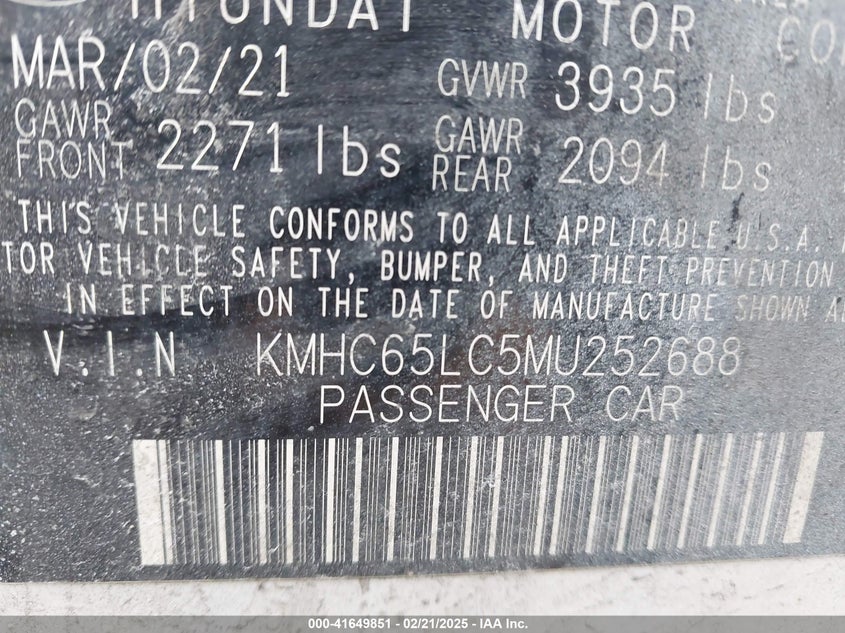 HYUNDAI MOTOR
MAR/02/21 GVWR 3935 lbs
GAWR FRONT 2271 lbs GAWR REAR 2094 lbs
THIS VEHICLE CONFORMS TO ALL APPLICABLE U.S.A.
TOR VEHICLE SAFETY, BUMPER, AND THEFT PREVENTION
IN EFFECT ON THE DATE OF MANUFACTURE SHOWN
V.I.N KMHC65LC5MU252688
PASSENGER CAR
000-41649851 - 02/21/2025 - IAA Inc.